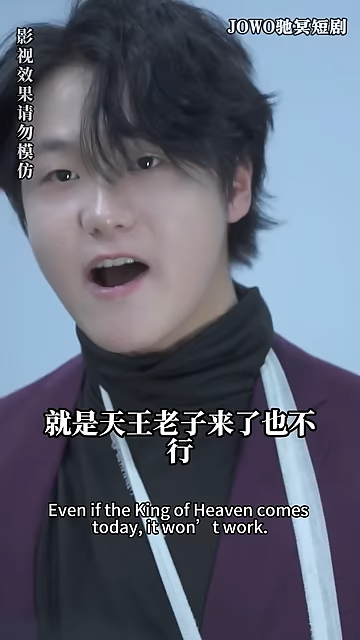 JOWO驰冥短剧
影视效果请勿模仿
就是天王老子来了也不
行
Even if the King of Heaven comes
today, it won't work.